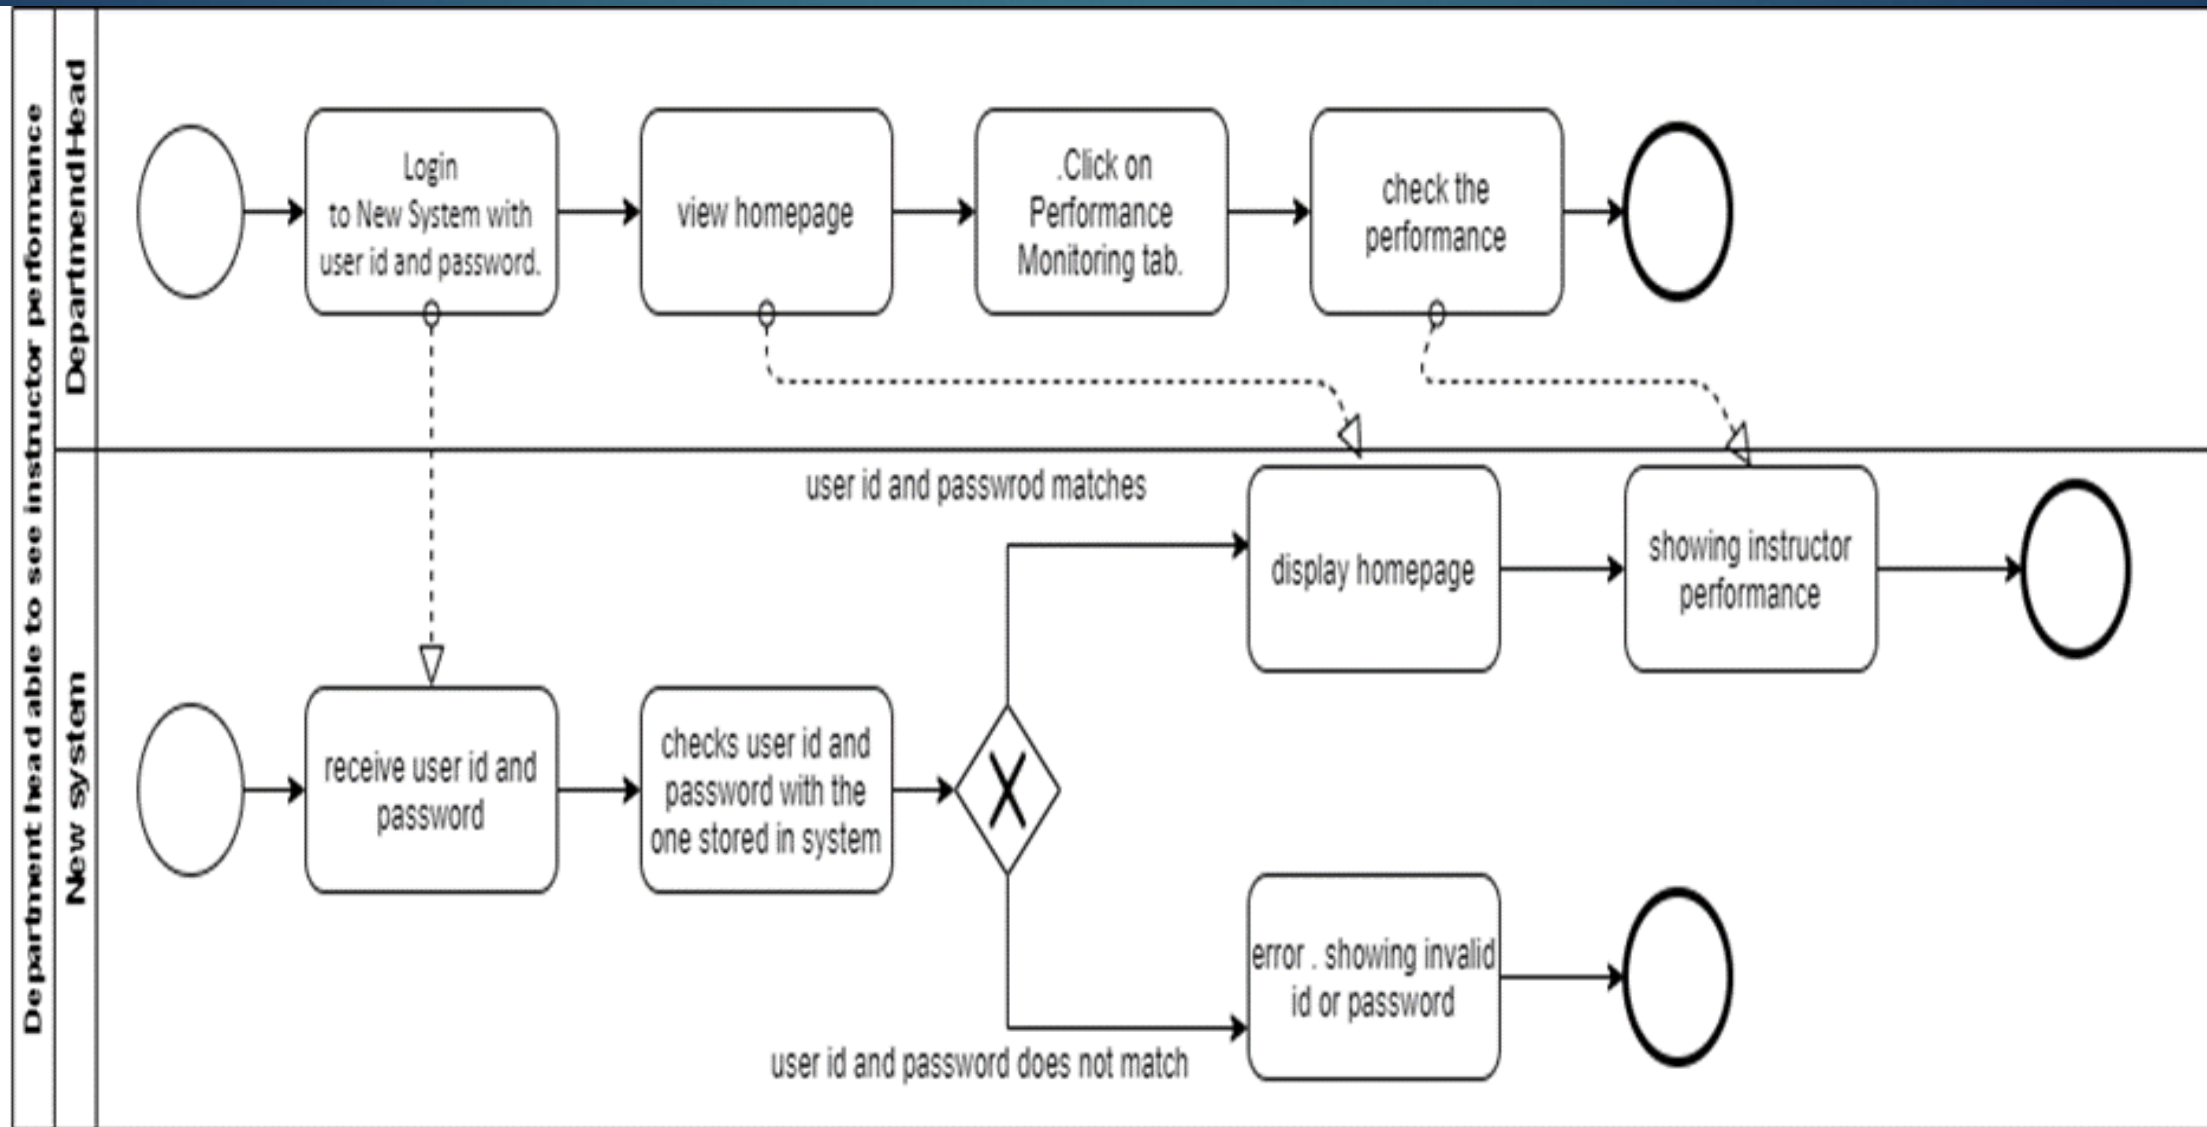 Department head able to see instructor performance
DepartmendHead
Login
to New System with
user id and password.
view homepage
.Click on
Performance
Monitoring tab.
check the
performance
New system
user id and passwrod matches
display homepage
showing instructor
performance
receive user id and
password
checks user id and
password with the
one stored in system
error . showing invalid
id or password
user id and password does not match